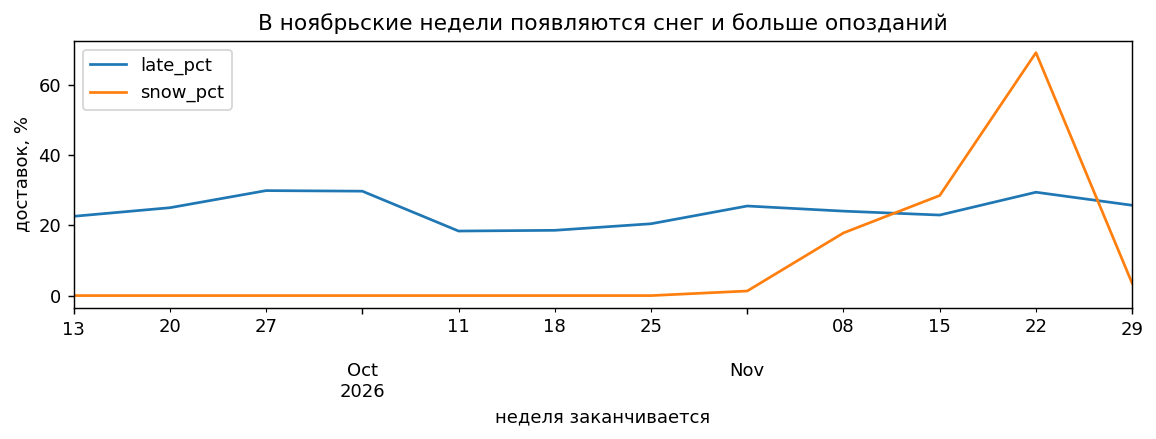 В ноябрьские недели появляются снег и больше опозданий
late_pct
snow_pct
доставок, %
60
40
20
0
13 20 27 11 18 25 08 15 22 29
Oct Nov
2026
неделя заканчивается